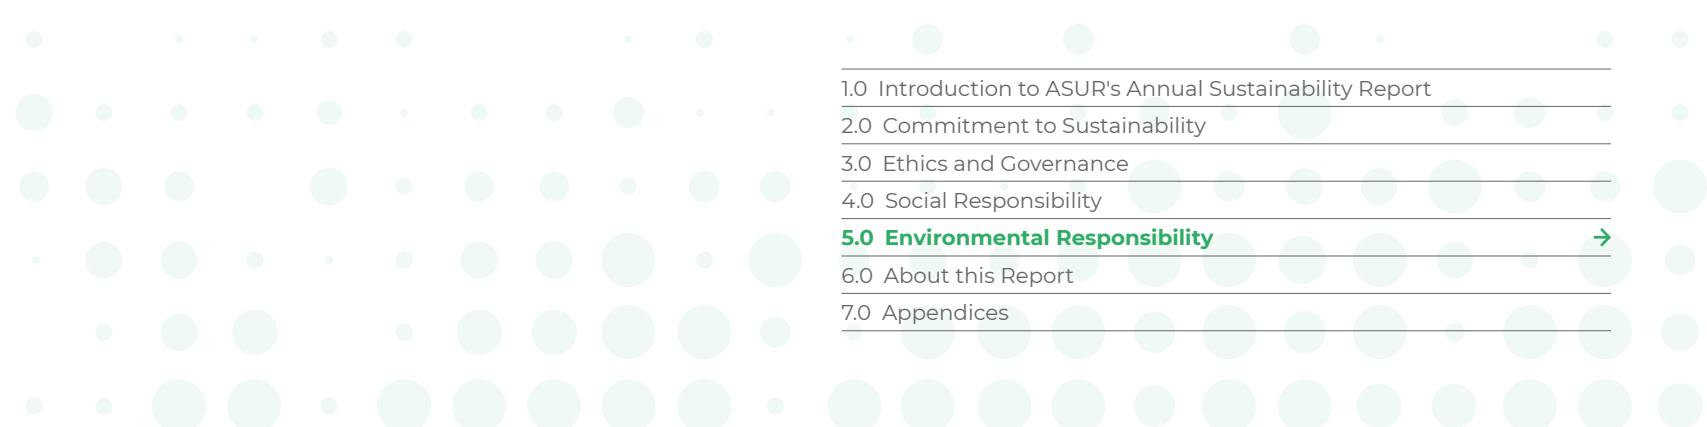 1.0 Introduction to ASUR's Annual Sustainability Report
2.0 Commitment to Sustainability
3.0 Ethics and Governance
4.0 Social Responsibility
5.0 Environmental Responsibility →
6.0 About this Report
7.0 Appendices